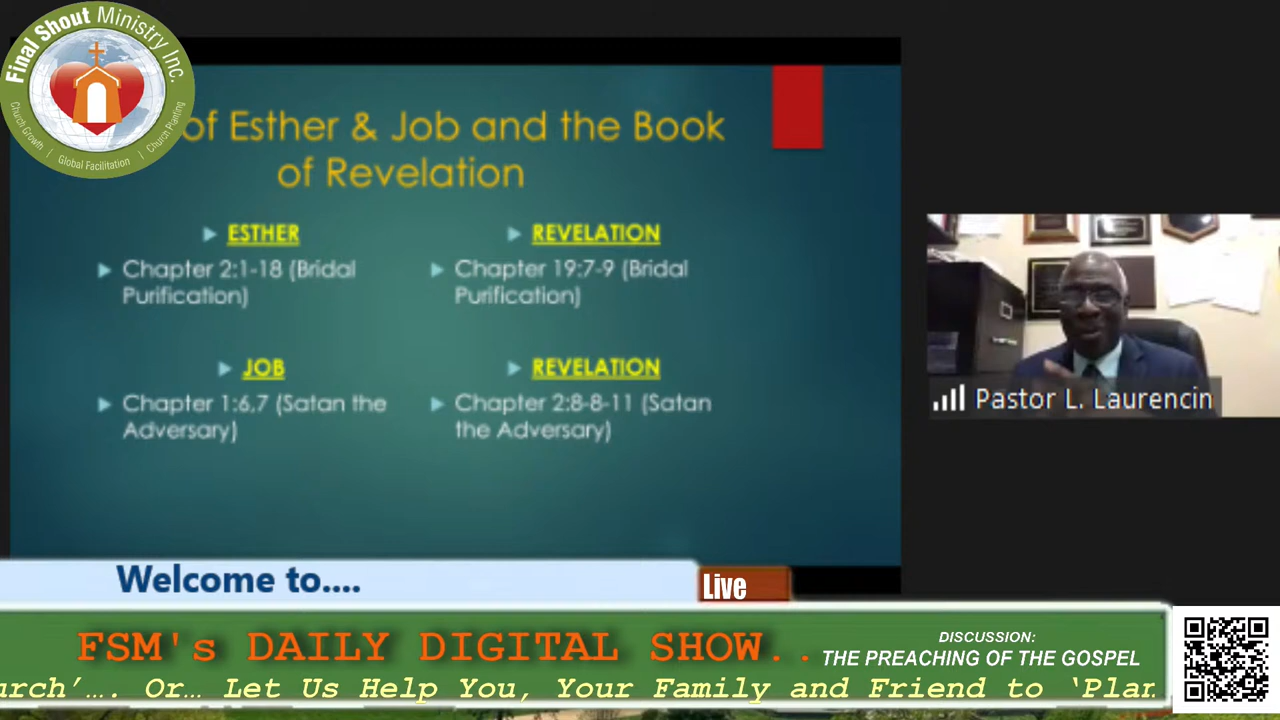 Final Shout Ministry Inc.
Church Growth | Global Facilitation | Church Planting
of Esther & Job and the Book
of Revelation
ESTHER
Chapter 2:1-18 (Bridal
Purification)
REVELATION
Chapter 19:7-9 (Bridal
Purification)
JOB
Chapter 1:6,7 (Satan the
Adversary)
REVELATION
Chapter 2:8-8-11 (Satan
the Adversary)
Pastor L. Laurencin
Welcome to....
Live
FSM's DAILY DIGITAL SHOW..
DISCUSSION:
THE PREACHING OF THE GOSPEL
urch’…. Or… Let Us Help You, Your Family and Friend to ‘Plan